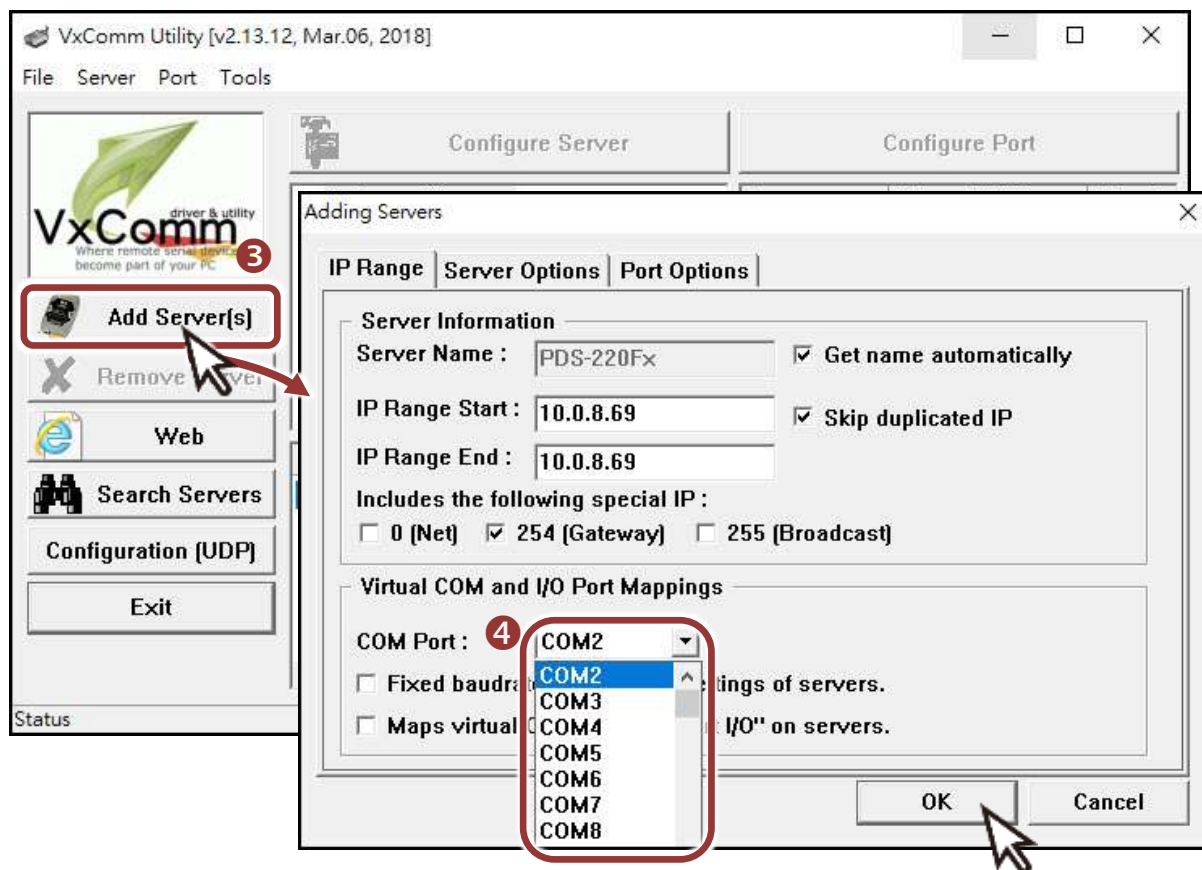 VxComm Utility [v2.13.12, Mar.06, 2018]
File Server Port Tools
Configure Server
Configure Port
VxComm
driver & utility
Where remote serial device
become part of your PC
3
Add Server(s)
Remove
Web
Search Servers
Configuration (UDP)
Exit
Status
Adding Servers
IP Range Server Options Port Options
Server Information
Server Name : PDS-220Fx Get name automatically
IP Range Start : 10.0.8.69 Skip duplicated IP
IP Range End : 10.0.8.69
Includes the following special IP :
0 (Net) 254 (Gateway) 255 (Broadcast)
Virtual COM and I/O Port Mappings
COM Port : 4 COM2
Fixed of servers.
Maps virtual I/O" on servers.
COM2
COM3
COM4
COM5
COM6
COM7
COM8
OK Cancel